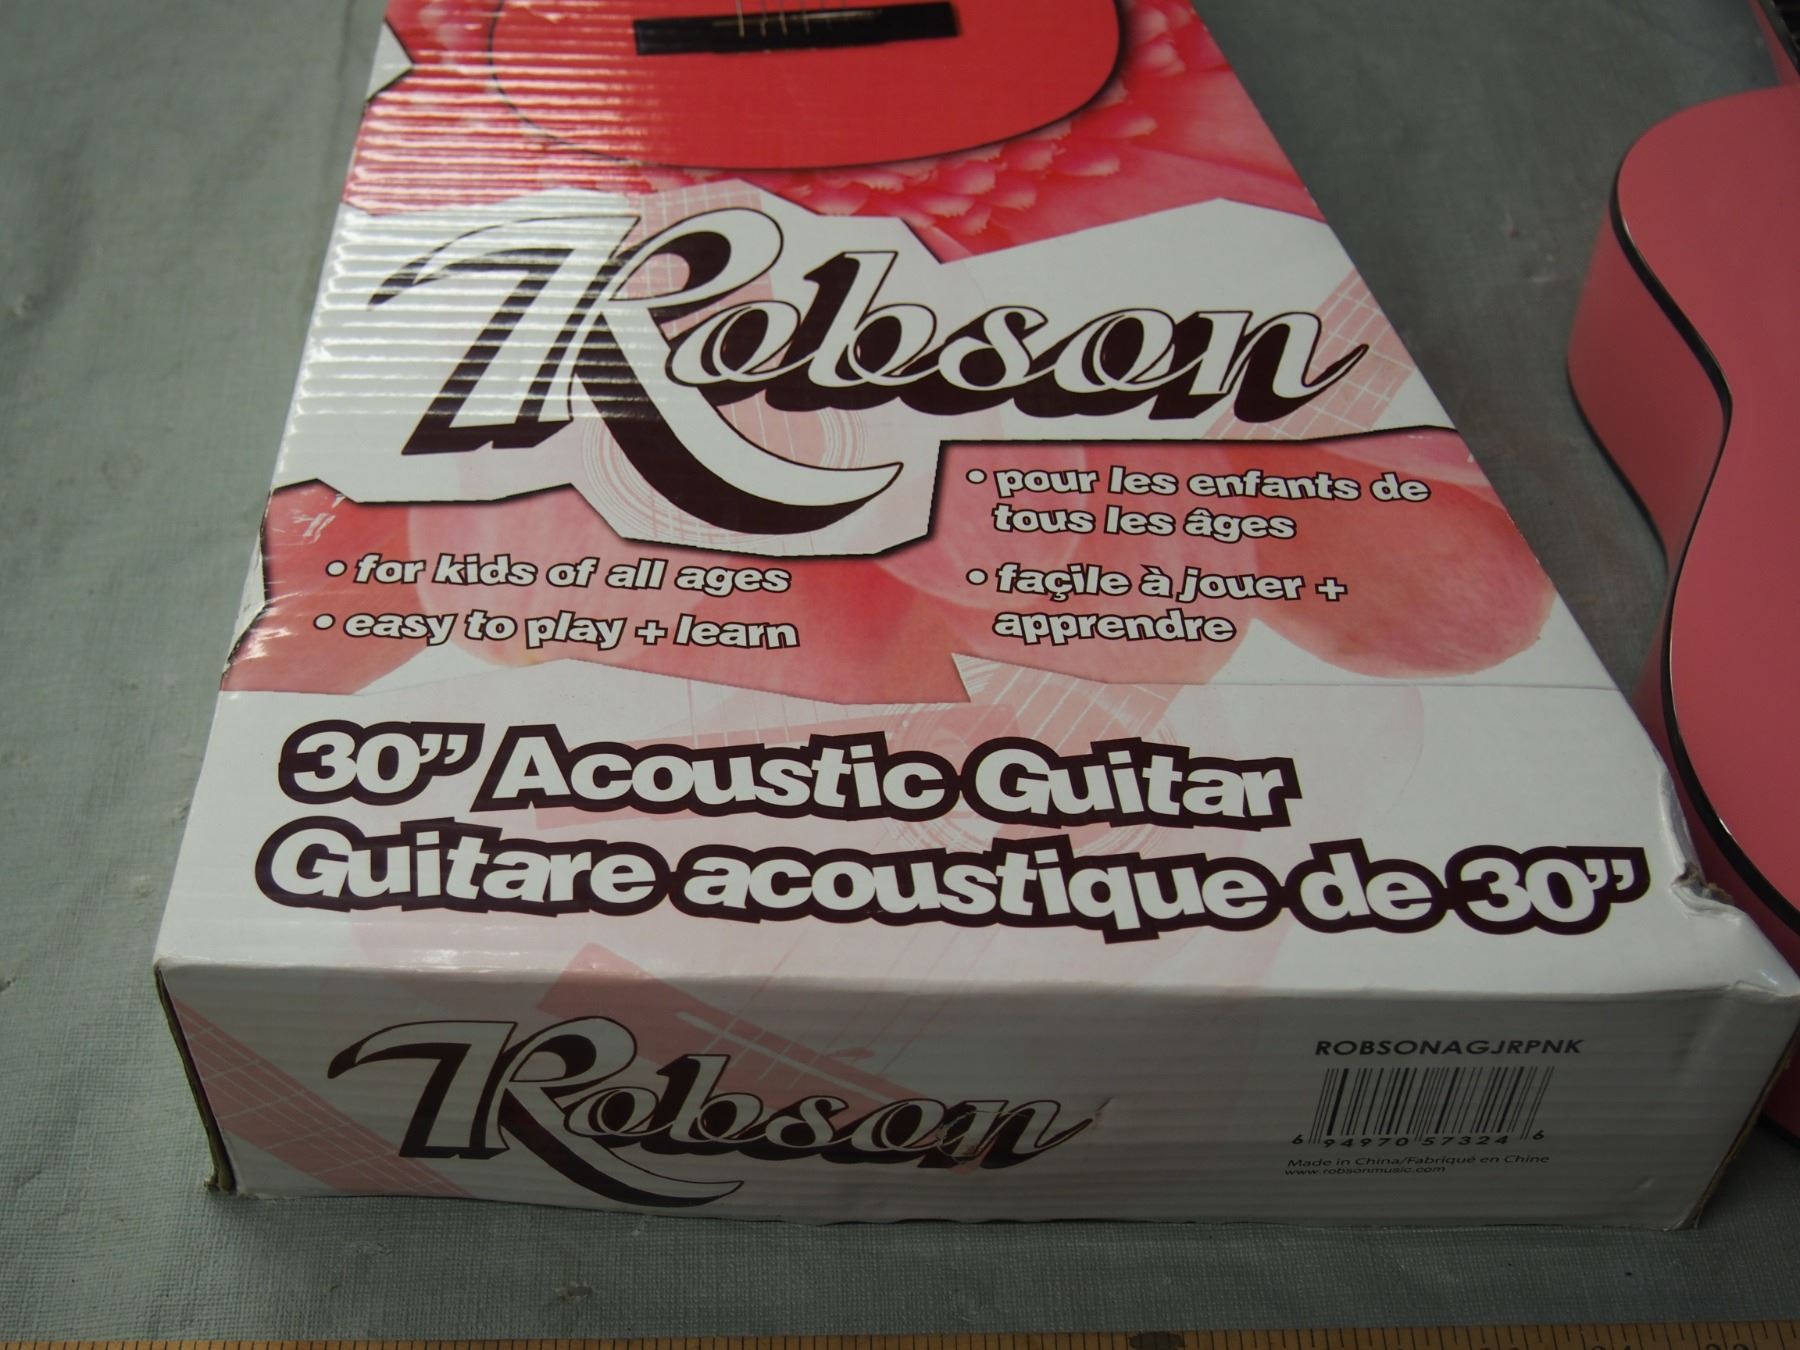 Robson
• for kids of all ages
• easy to play + learn
• pour les enfants de
tous les âges
• façile à jouer +
apprendre
30” Acoustic Guitar
Guitare acoustique de 30”
Robson
ROBSONAGJRPNK
6 94970 57324 6
Made in China/Fabriqué en Chine
www.robsonmusic.com